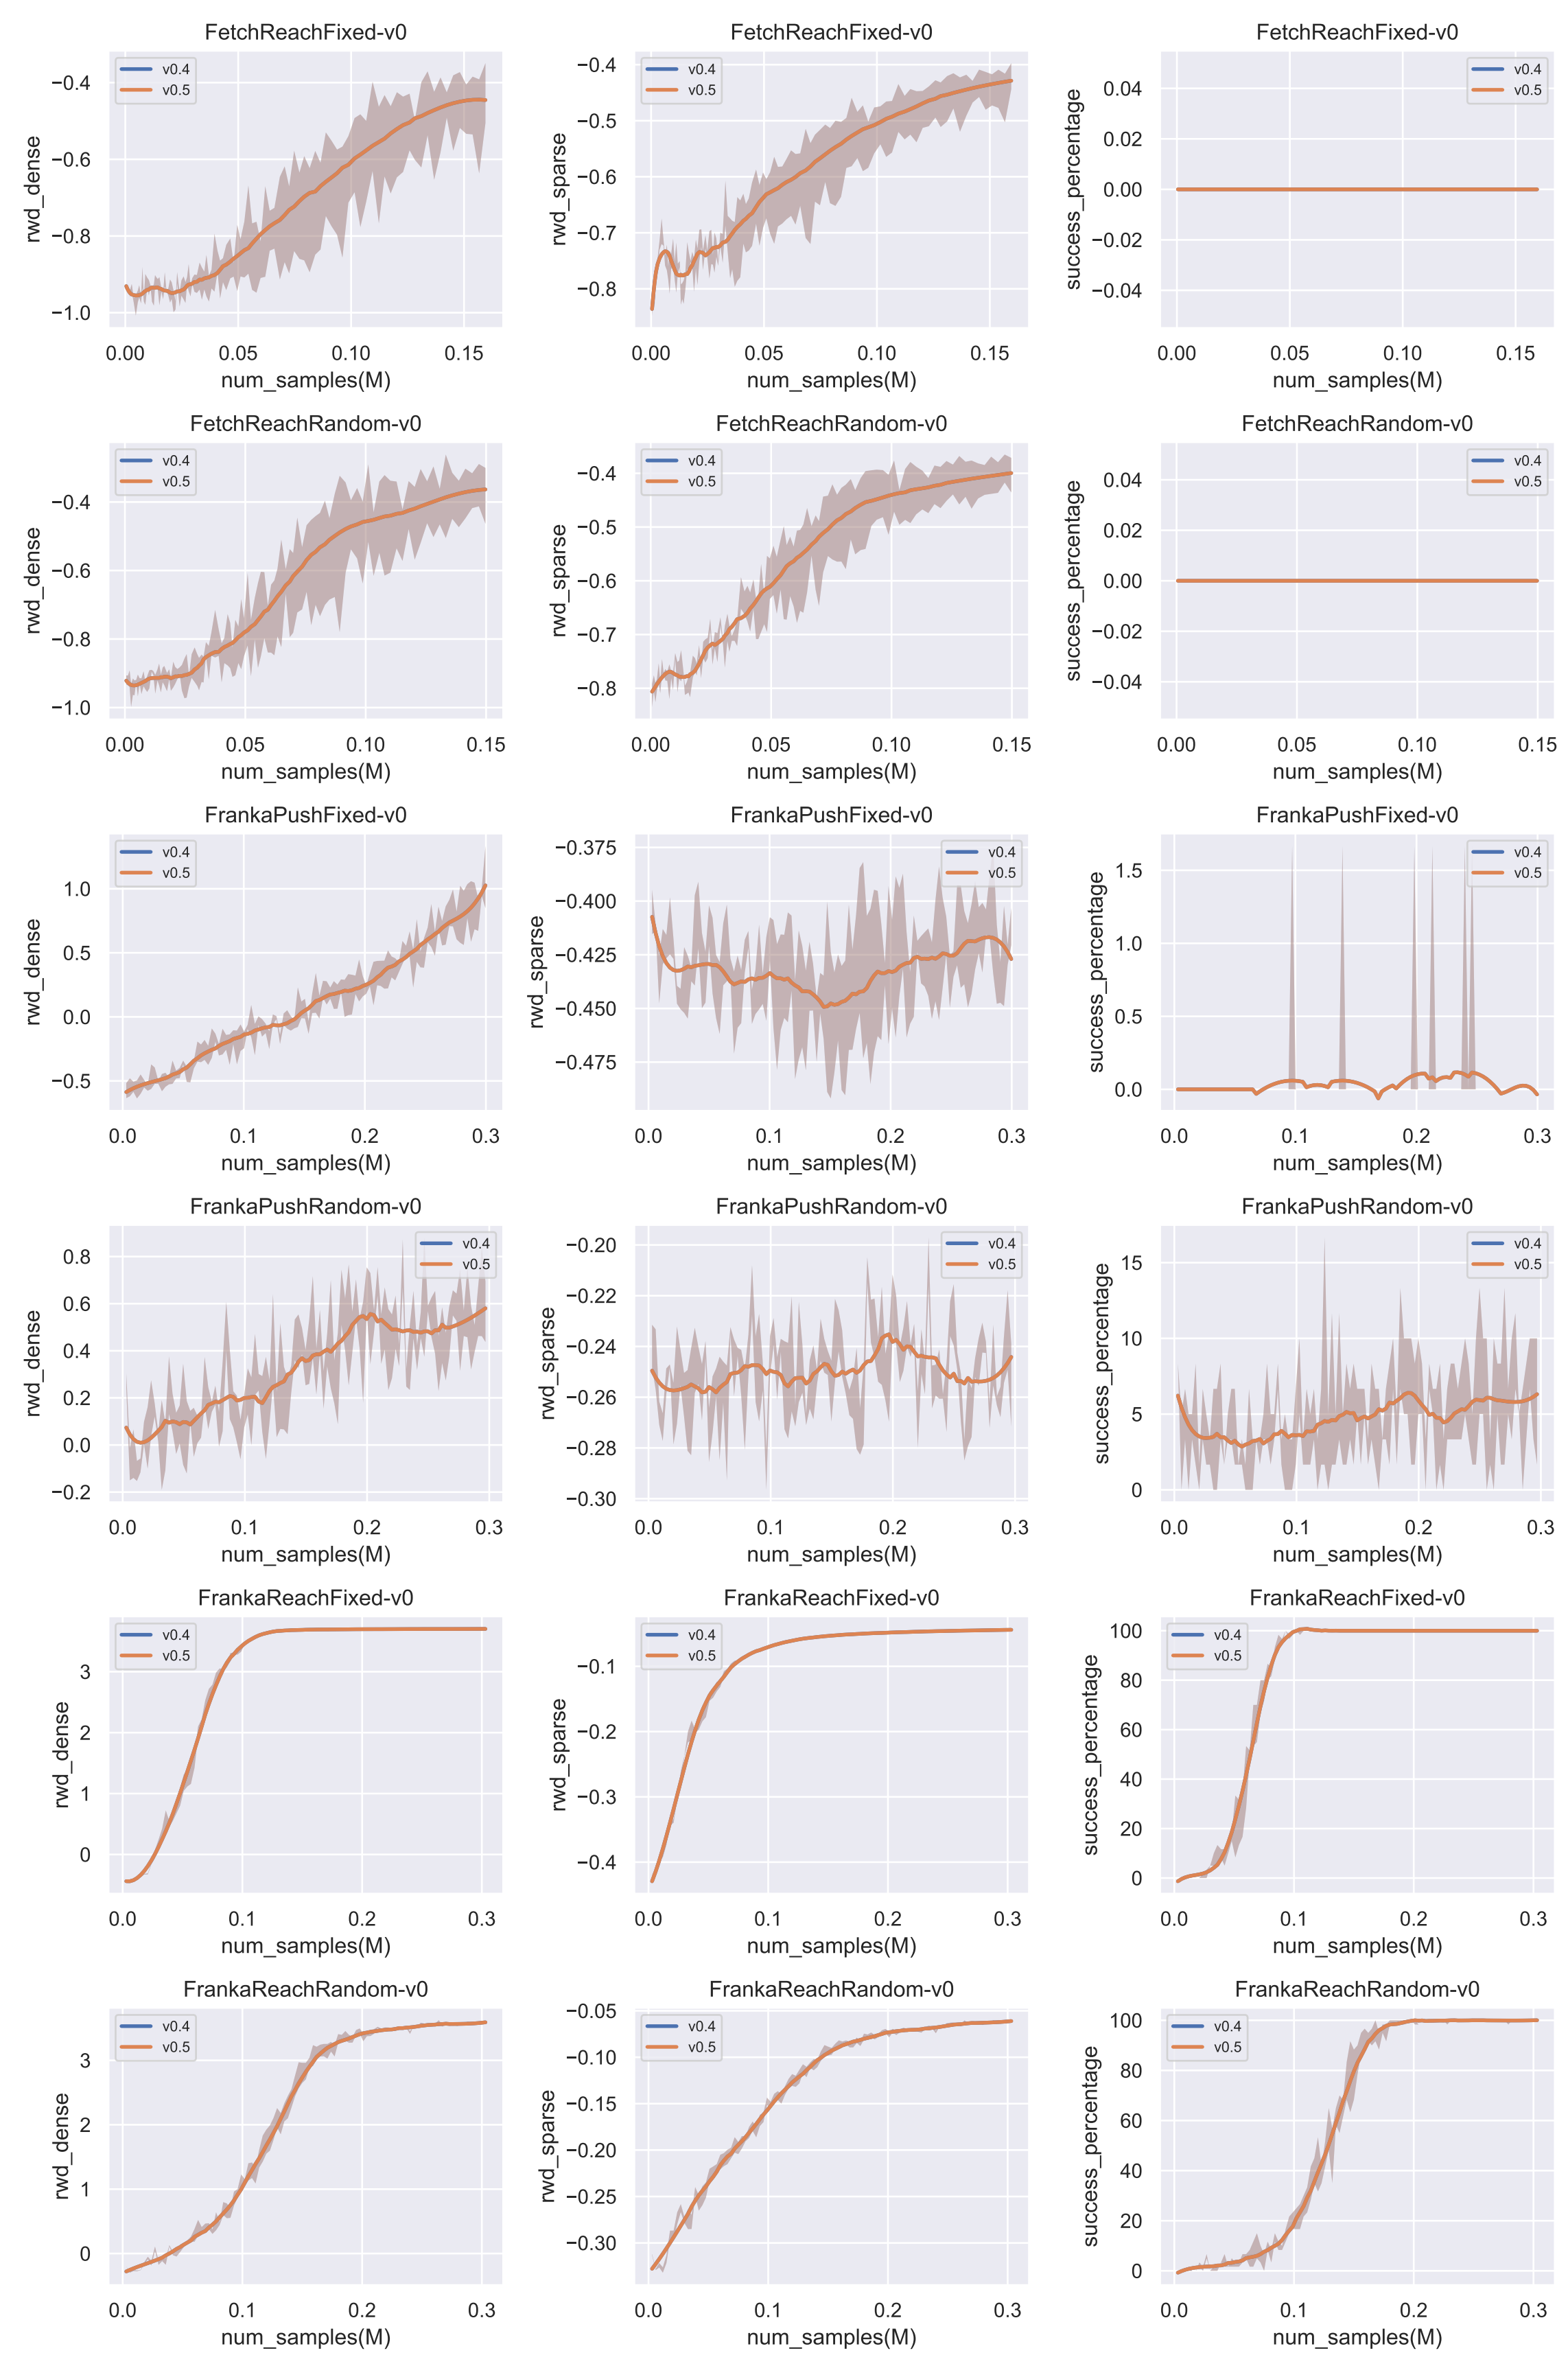 FetchReachFixed-v0
v0.4
v0.5
rwd_dense
−0.4
−0.6
−0.8
−1.0
0.00 0.05 0.10 0.15
num_samples(M)
FetchReachFixed-v0
v0.4
v0.5
rwd_sparse
−0.4
−0.5
−0.6
−0.7
−0.8
0.00 0.05 0.10 0.15
num_samples(M)
FetchReachFixed-v0
v0.4
v0.5
success_percentage
0.04
0.02
0.00
−0.02
−0.04
0.00 0.05 0.10 0.15
num_samples(M)
FetchReachRandom-v0
v0.4
v0.5
rwd_dense
−0.4
−0.6
−0.8
−1.0
0.00 0.05 0.10 0.15
num_samples(M)
FetchReachRandom-v0
v0.4
v0.5
rwd_sparse
−0.4
−0.5
−0.6
−0.7
−0.8
0.00 0.05 0.10 0.15
num_samples(M)
FetchReachRandom-v0
v0.4
v0.5
success_percentage
0.04
0.02
0.00
−0.02
−0.04
0.00 0.05 0.10 0.15
num_samples(M)
FrankaPushFixed-v0
v0.4
v0.5
rwd_dense
1.0
0.5
0.0
−0.5
0.0 0.1 0.2 0.3
num_samples(M)
FrankaPushFixed-v0
v0.4
v0.5
rwd_sparse
−0.375
−0.400
−0.425
−0.450
−0.475
0.0 0.1 0.2 0.3
num_samples(M)
FrankaPushFixed-v0
v0.4
v0.5
success_percentage
1.5
1.0
0.5
0.0
0.0 0.1 0.2 0.3
num_samples(M)
FrankaPushRandom-v0
v0.4
v0.5
rwd_dense
0.8
0.6
0.4
0.2
0.0
−0.2
0.0 0.1 0.2 0.3
num_samples(M)
FrankaPushRandom-v0
v0.4
v0.5
rwd_sparse
−0.20
−0.22
−0.24
−0.26
−0.28
−0.30
0.0 0.1 0.2 0.3
num_samples(M)
FrankaPushRandom-v0
v0.4
v0.5
success_percentage
15
10
5
0
0.0 0.1 0.2 0.3
num_samples(M)
FrankaReachFixed-v0
v0.4
v0.5
rwd_dense
3
2
1
0
0.0 0.1 0.2 0.3
num_samples(M)
FrankaReachFixed-v0
v0.4
v0.5
rwd_sparse
−0.1
−0.2
−0.3
−0.4
0.0 0.1 0.2 0.3
num_samples(M)
FrankaReachFixed-v0
v0.4
v0.5
success_percentage
100
80
60
40
20
0
0.0 0.1 0.2 0.3
num_samples(M)
FrankaReachRandom-v0
v0.4
v0.5
rwd_dense
3
2
1
0
0.0 0.1 0.2 0.3
num_samples(M)
FrankaReachRandom-v0
v0.4
v0.5
rwd_sparse
−0.05
−0.10
−0.15
−0.20
−0.25
−0.30
0.0 0.1 0.2 0.3
num_samples(M)
FrankaReachRandom-v0
v0.4
v0.5
success_percentage
100
80
60
40
20
0
0.0 0.1 0.2 0.3
num_samples(M)